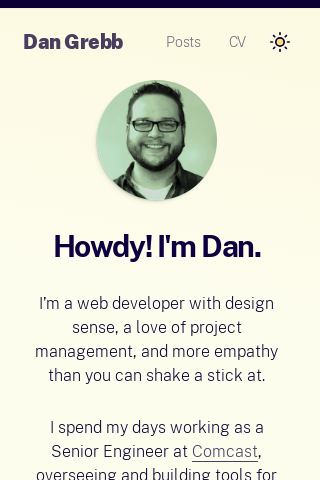 Dan Grebb
Posts
CV
Howdy! I'm Dan.
I’m a web developer with design
sense, a love of project
management, and more empathy
than you can shake a stick at.
I spend my days working as a
Senior Engineer at Comcast,
overseeing and building tools for